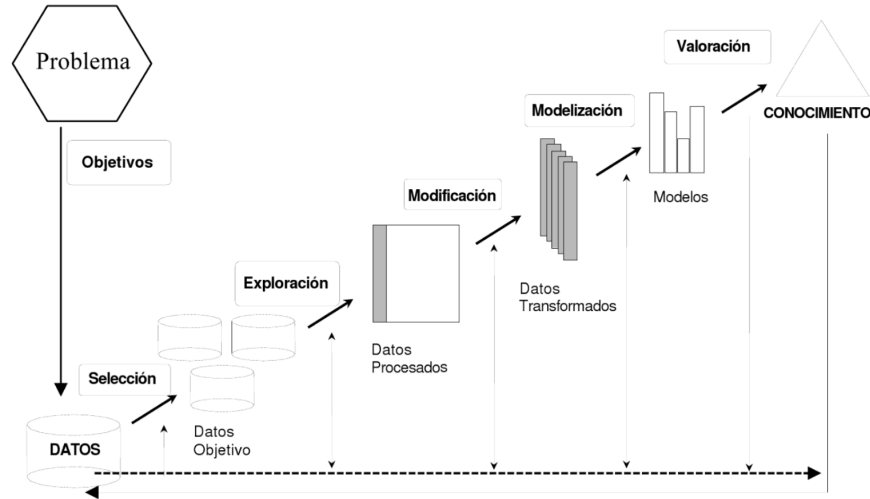 Problema
Objetivos
DATOS
Selección
Datos
Objetivo
Exploración
Datos
Procesados
Modificación
Datos
Transformados
Modelización
Modelos
Valoración
CONOCIMIENTO